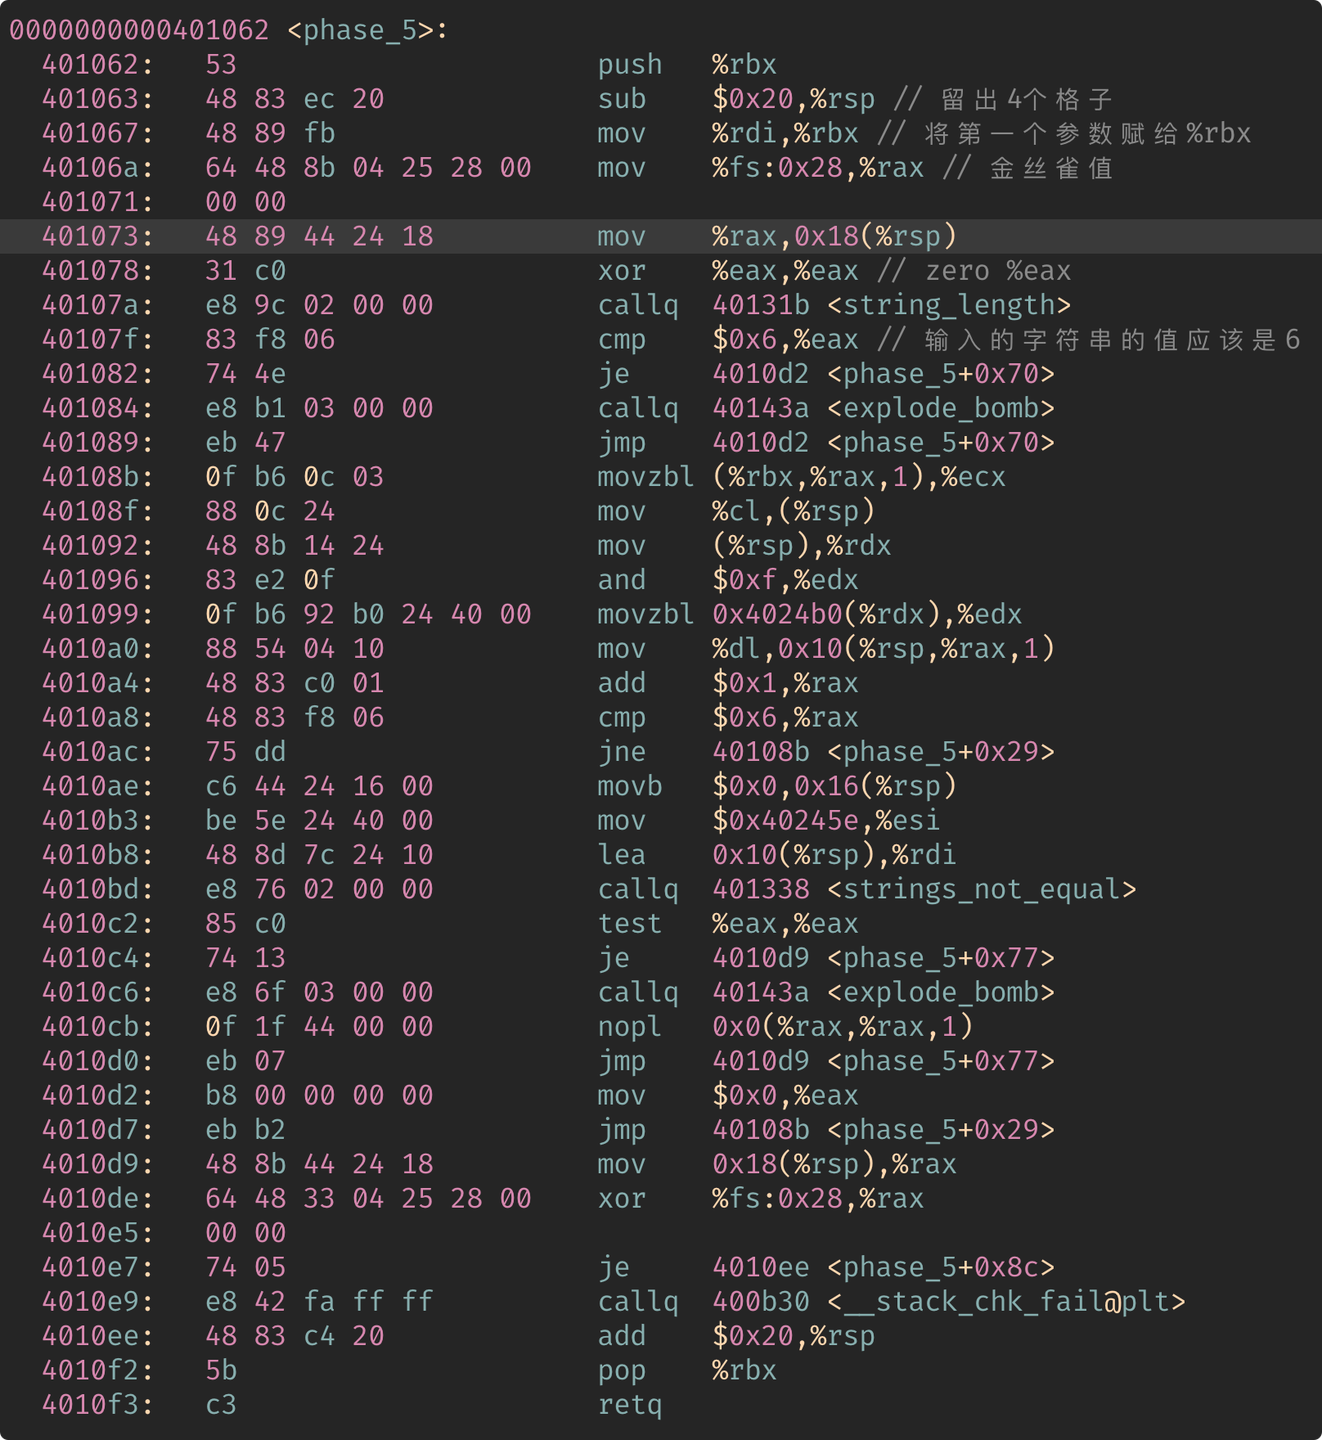 0000000000401062 <phase_5>:
401062: 53 push %rbx
401063: 48 83 ec 20 sub $0x20,%rsp // 留出4个格子
401067: 48 89 fb mov %rdi,%rbx // 将第一个参数赋给%rbx
40106a: 64 48 8b 04 25 28 00 mov %fs:0x28,%rax // 金丝雀值
401071: 00 00
401073: 48 89 44 24 18 mov %rax,0x18(%rsp)
401078: 31 c0 xor %eax,%eax // zero %eax
40107a: e8 9c 02 00 00 callq 40131b <string_length>
40107f: 83 f8 06 cmp $0x6,%eax // 输入的字符串的值应该是6
401082: 74 4e je 4010d2 <phase_5+0x70>
401084: e8 b1 03 00 00 callq 40143a <explode_bomb>
401089: eb 47 jmp 4010d2 <phase_5+0x70>
40108b: 0f b6 0c 03 movzbl (%rbx,%rax,1),%ecx
40108f: 88 0c 24 mov %cl,(%rsp)
401092: 48 8b 14 24 mov (%rsp),%rdx
401096: 83 e2 0f and $0xf,%edx
401099: 0f b6 92 b0 24 40 00 movzbl 0x4024b0(%rdx),%edx
4010a0: 88 54 04 10 mov %dl,0x10(%rsp,%rax,1)
4010a4: 48 83 c0 01 add $0x1,%rax
4010a8: 48 83 f8 06 cmp $0x6,%rax
4010ac: 75 dd jne 40108b <phase_5+0x29>
4010ae: c6 44 24 16 00 movb $0x0,0x16(%rsp)
4010b3: be 5e 24 40 00 mov $0x40245e,%esi
4010b8: 48 8d 7c 24 10 lea 0x10(%rsp),%rdi
4010bd: e8 76 02 00 00 callq 401338 <strings_not_equal>
4010c2: 85 c0 test %eax,%eax
4010c4: 74 13 je 4010d9 <phase_5+0x77>
4010c6: e8 6f 03 00 00 callq 40143a <explode_bomb>
4010cb: 0f 1f 44 00 00 nopl 0x0(%rax,%rax,1)
4010d0: eb 07 jmp 4010d9 <phase_5+0x77>
4010d2: b8 00 00 00 00 mov $0x0,%eax
4010d7: eb b2 jmp 40108b <phase_5+0x29>
4010d9: 48 8b 44 24 18 mov 0x18(%rsp),%rax
4010de: 64 48 33 04 25 28 00 xor %fs:0x28,%rax
4010e5: 00 00
4010e7: 74 05 je 4010ee <phase_5+0x8c>
4010e9: e8 42 fa ff ff callq 400b30 <__stack_chk_fail@plt>
4010ee: 48 83 c4 20 add $0x20,%rsp
4010f2: 5b pop %rbx
4010f3: c3 retq